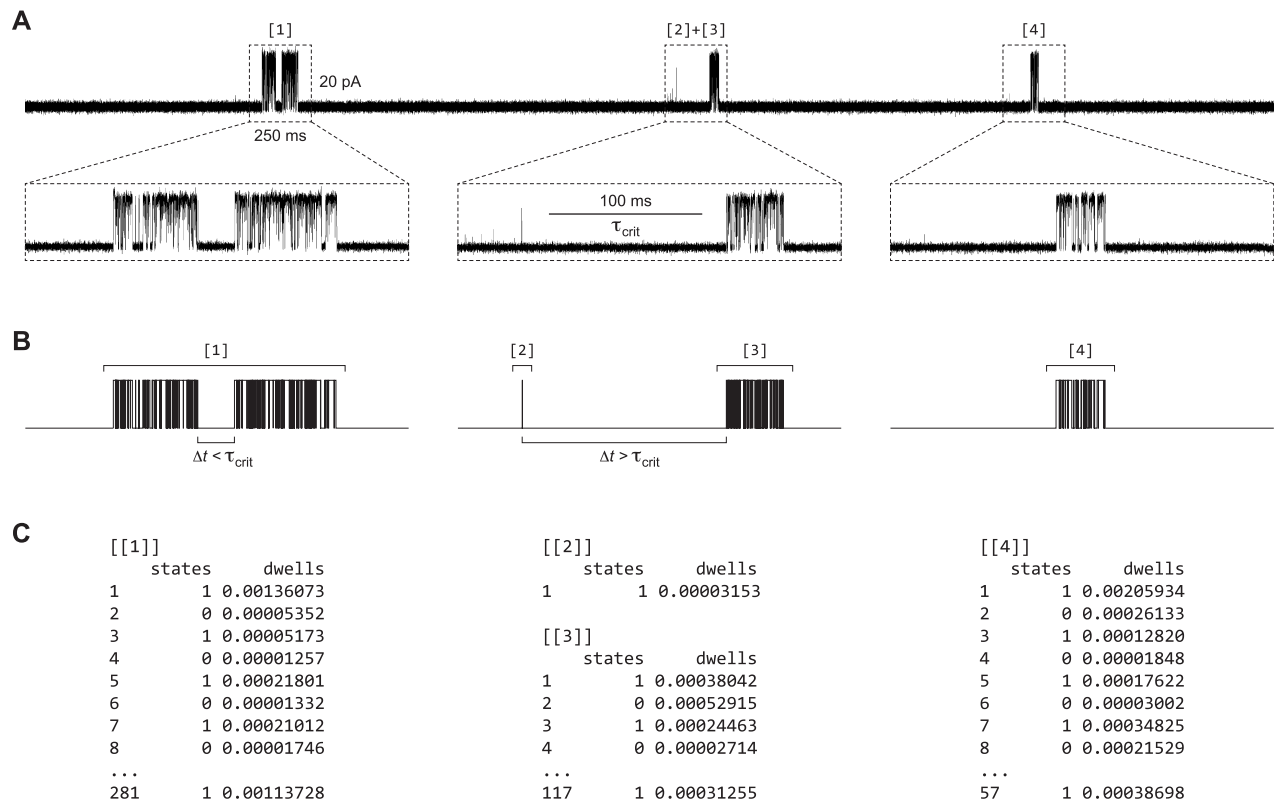 A
[1]
[2]+[3]
[4]
20 pA
250 ms
100 ms
τcrit
B
[1]
[2]
[3]
[4]
Δt < τcrit
Δt > τcrit
C
[[1]]
states dwells
1 1 0.00136073
2 0 0.00005352
3 1 0.00005173
4 0 0.00001257
5 1 0.00021801
6 0 0.00001332
7 1 0.00021012
8 0 0.00001746
...
281 1 0.00113728
[[2]]
states dwells
1 1 0.00003153
[[3]]
states dwells
1 1 0.00038042
2 0 0.00052915
3 1 0.00024463
4 0 0.00002714
...
117 1 0.00031255
[[4]]
states dwells
1 1 0.00205934
2 0 0.00026133
3 1 0.00012820
4 0 0.00001848
5 1 0.00017622
6 0 0.00003002
7 1 0.00034825
8 0 0.00021529
...
57 1 0.00038698